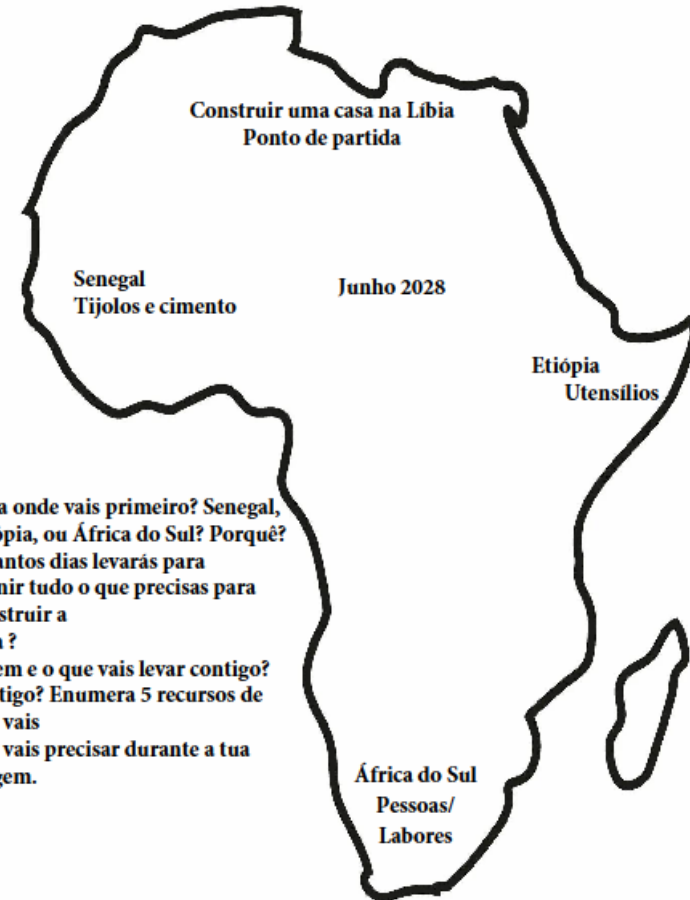 Construir uma casa na Líbia
Ponto de partida
Senegal
Tijolos e cimento
Junho 2028
Etiópia
Utensílios
a onde vais primeiro? Senegal,
ópia, ou África do Sul? Porquê?
antos dias levarás para
nir tudo o que precisas para
struir a
a ?
em e o que vais levar contigo?
tigo? Enumera 5 recursos de
vais
vais precisar durante a tua
gem.
África do Sul
Pessoas/
Labores